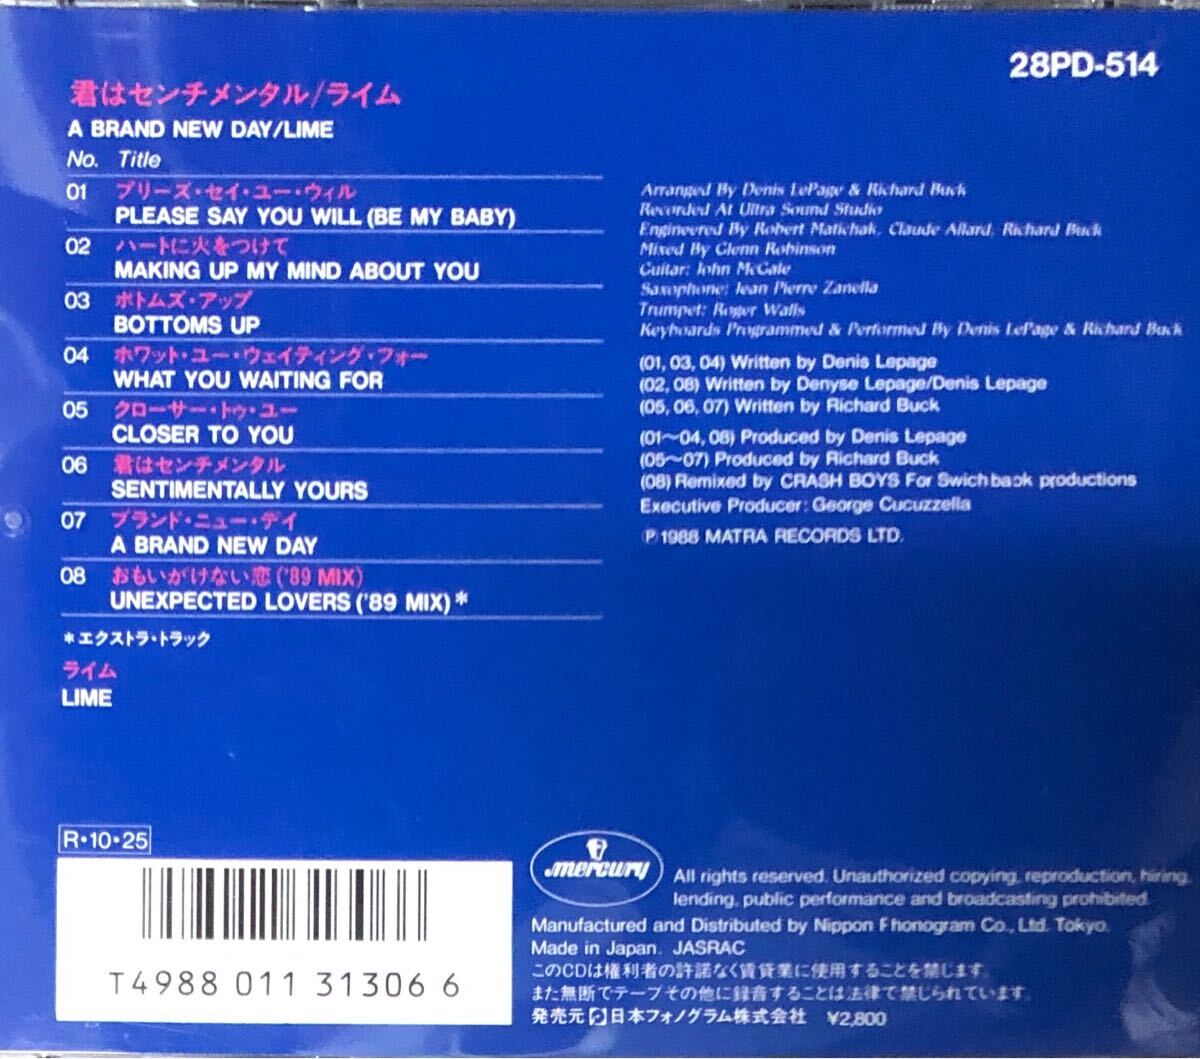 28PD-514
君はセンチメンタル/ライム
A BRAND NEW DAY/LIME
No. Title
01 プリーズ・セイ・ユー・ウィル
PLEASE SAY YOU WILL (BE MY BABY)
02 ハートに火をつけて
MAKING UP MY MIND ABOUT YOU
03 ボトムズ・アップ
BOTTOMS UP
04 ホワット・ユー・ウェイティング・フォー
WHAT YOU WAITING FOR
05 クローサー・トゥ・ユー
CLOSER TO YOU
06 君はセンチメンタル
SENTIMENTALLY YOURS
07 ブランド・ニュー・デイ
A BRAND NEW DAY
08 おもいがけない恋('89 MIX)
UNEXPECTED LOVERS ('89 MIX)*
*エクストラ・トラック
ライム
LIME
Arranged By Denis LePage & Richard Buck
Recorded At Ultra Sound Studio
Engineered By Robert Matichak, Claude Allard, Richard Buck
Mixed By Glenn Robinson
Guitar: John McGale
Saxophone: Jean Pierre Zanella
Trumpet: Roger Walls
Keyboards Programmed & Performed By Denis LePage & Richard Buck
(01, 03, 04) Written by Denis Lepage
(02, 08) Written by Denyse Lepage/Denis Lepage
(05, 06, 07) Written by Richard Buck
(01〜04, 08) Produced by Denis Lepage
(05〜07) Produced by Richard Buck
(08) Remixed by CRASH BOYS For Swichback productions
Executive Producer: George Cucuzzella
℗1988 MATRA RECORDS LTD.
R・10・25
T4988 011 31306 6
mercury
All rights reserved. Unauthorized copying, reproduction, hiring,
lending, public performance and broadcasting prohibited.
Manufactured and Distributed by Nippon Phonogram Co., Ltd. Tokyo.
Made in Japan. JASRAC
このCDは権利者の許諾なく賃貸業に使用することを禁じます。
また無断でテープその他に録音することは法律で禁じられています。
発売元 日本フォノグラム株式会社 ¥2,800